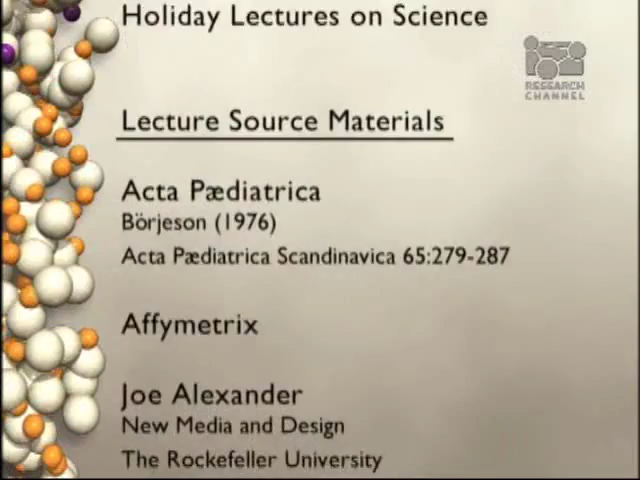 Holiday Lectures on Science
RESEARCH
CHANNEL
Lecture Source Materials
Acta Pædiatrica
Börjeson (1976)
Acta Pædiatrica Scandinavica 65:279-287
Affymetrix
Joe Alexander
New Media and Design
The Rockefeller University